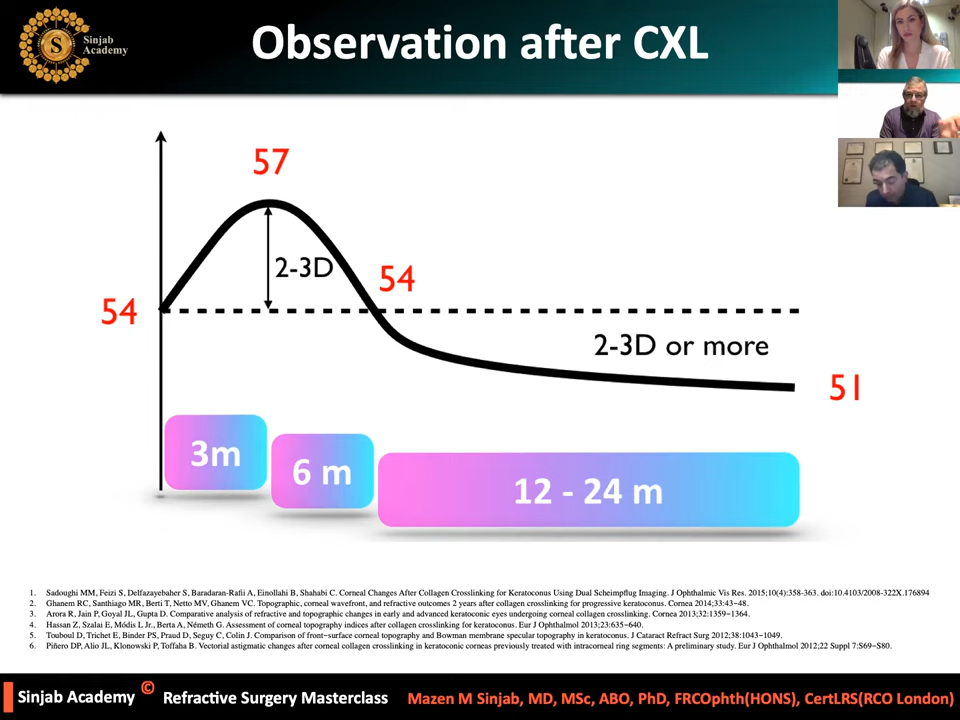 Sinjab
Academy
S
Observation after CXL
57
2-3D
54
54
2-3D or more
51
3m
6 m
12 - 24 m
1. Sadoughi MM, Feizi S, Delfazayebaher S, Baradaran-Rafii A, Einollahi B, Shahabi C. Corneal Changes After Collagen Crosslinking for Keratoconus Using Dual Scheimpflug Imaging. J Ophthalmic Vis Res. 2015;10(4):358-363. doi:10.4103/2008-322X.176894
2. Ghanem RC, Santhiago MR, Berti T, Netto MV, Ghanem VC. Topographic, corneal wavefront, and refractive outcomes 2 years after collagen crosslinking for progressive keratoconus. Cornea 2014;33:43−48.
3. Arora R, Jain P, Goyal JL, Gupta D. Comparative analysis of refractive and topographic changes in early and advanced keratoconic eyes undergoing corneal collagen crosslinking. Cornea 2013;32:1359−1364.
4. Hassan Z, Szalai E, Módis L Jr., Berta A, Németh G. Assessment of corneal topography indices after collagen crosslinking for keratoconus. Eur J Ophthalmol 2013;23:635−640.
5. Touboul D, Trichet E, Binder PS, Praud D, Seguy C, Colin J. Comparison of front-surface corneal topography and Bowman membrane specular topography in keratoconus. J Cataract Refract Surg 2012;38:1043−1049.
6. Piñero DP, Alio JL, Klonowski P, Toffaha B. Vectorial astigmatic changes after corneal collagen crosslinking in keratoconic corneas previously treated with intracorneal ring segments: A preliminary study. Eur J Ophthalmol 2012;22 Suppl 7:S69−S80.
Sinjab Academy © Refractive Surgery Masterclass Mazen M Sinjab, MD, MSc, ABO, PhD, FRCOphth(HONS), CertLRS(RCO London)